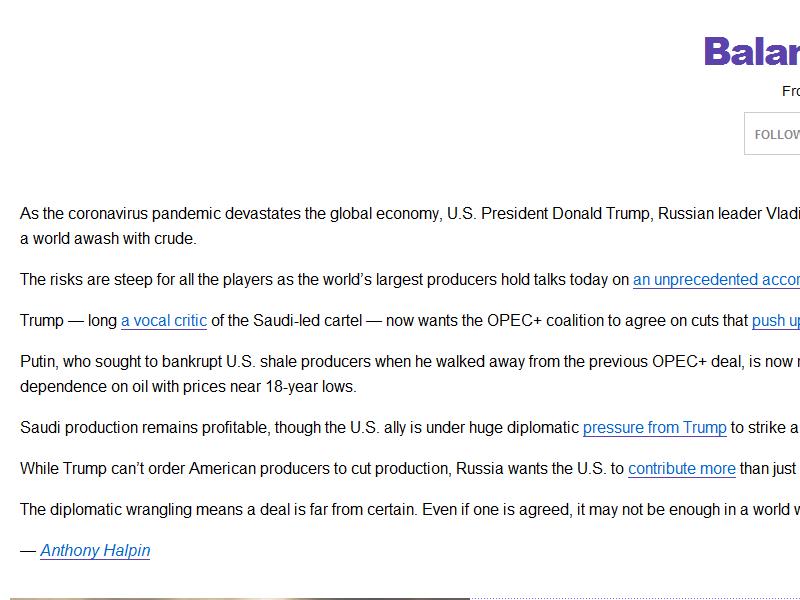 Balan
Fro
FOLLOW
As the coronavirus pandemic devastates the global economy, U.S. President Donald Trump, Russian leader Vladi
a world awash with crude.
The risks are steep for all the players as the world’s largest producers hold talks today on an unprecedented accor
Trump — long a vocal critic of the Saudi-led cartel — now wants the OPEC+ coalition to agree on cuts that push up
Putin, who sought to bankrupt U.S. shale producers when he walked away from the previous OPEC+ deal, is now
dependence on oil with prices near 18-year lows.
Saudi production remains profitable, though the U.S. ally is under huge diplomatic pressure from Trump to strike a
While Trump can’t order American producers to cut production, Russia wants the U.S. to contribute more than just
The diplomatic wrangling means a deal is far from certain. Even if one is agreed, it may not be enough in a world
— Anthony Halpin